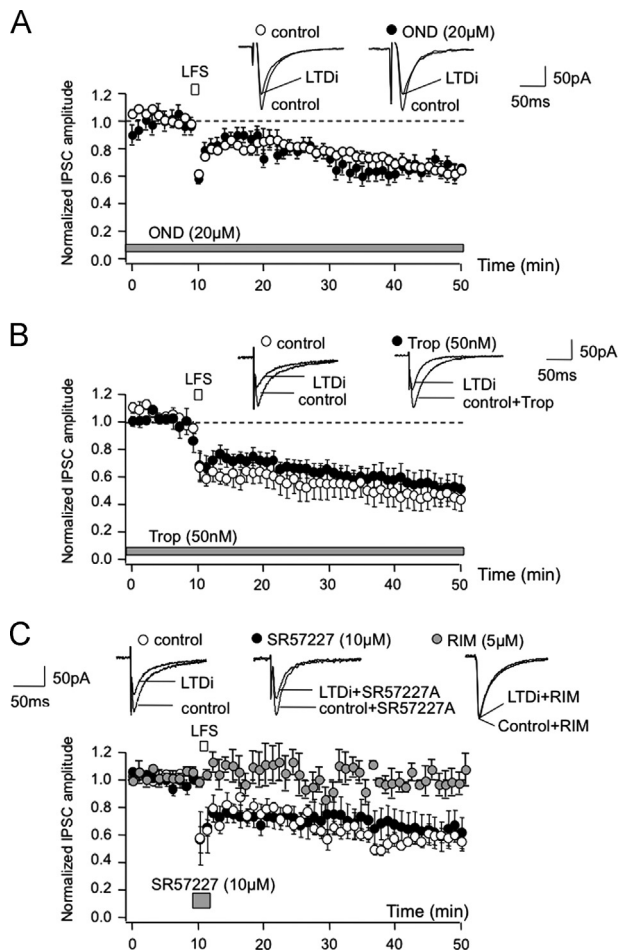 A
control
OND (20µM)
LFS
LTDi
control
LTDi
control
50pA
50ms
Normalized IPSC amplitude
1.2
1.0
0.8
0.6
0.4
0.2
0.0
OND (20µM)
0 10 20 30 40 50
Time (min)
B
control
Trop (50nM)
LFS
LTDi
control
LTDi
control+Trop
50pA
50ms
Normalized IPSC amplitude
1.2
1.0
0.8
0.6
0.4
0.2
0.0
Trop (50nM)
0 10 20 30 40 50
Time (min)
C
control
SR57227 (10µM)
RIM (5µM)
50pA
50ms
LTDi
control
LTDi+SR57227A
control+SR57227A
LTDi+RIM
Control+RIM
LFS
Normalized IPSC amplitude
1.2
1.0
0.8
0.6
0.4
0.2
0.0
SR57227 (10µM)
0 10 20 30 40 50
Time (min)